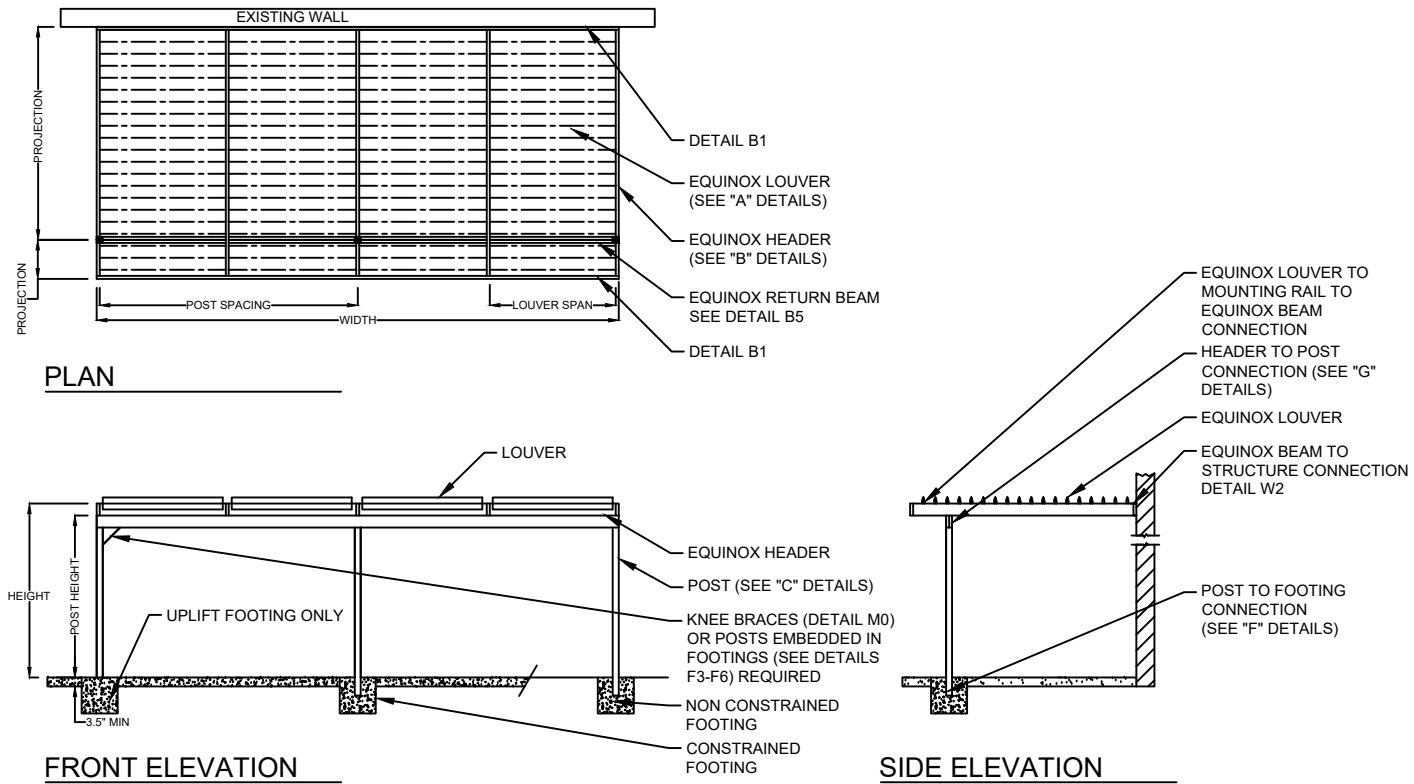 EXISTING WALL
PROJECTION
PROJECTION
POST SPACING
LOUVER SPAN
WIDTH
DETAIL B1
EQUINOX LOUVER
(SEE "A" DETAILS)
EQUINOX HEADER
(SEE "B" DETAILS)
EQUINOX RETURN BEAM
SEE DETAIL B5
DETAIL B1
PLAN
LOUVER
HEIGHT
POST HEIGHT
UPLIFT FOOTING ONLY
3.5" MIN
EQUINOX HEADER
POST (SEE "C" DETAILS)
KNEE BRACES (DETAIL M0)
OR POSTS EMBEDDED IN
FOOTINGS (SEE DETAILS
F3-F6) REQUIRED
NON CONSTRAINED
FOOTING
CONSTRAINED
FOOTING
FRONT ELEVATION
EQUINOX LOUVER TO
MOUNTING RAIL TO
EQUINOX BEAM
CONNECTION
HEADER TO POST
CONNECTION (SEE "G"
DETAILS)
EQUINOX LOUVER
EQUINOX BEAM TO
STRUCTURE CONNECTION
DETAIL W2
POST TO FOOTING
CONNECTION
(SEE "F" DETAILS)
SIDE ELEVATION